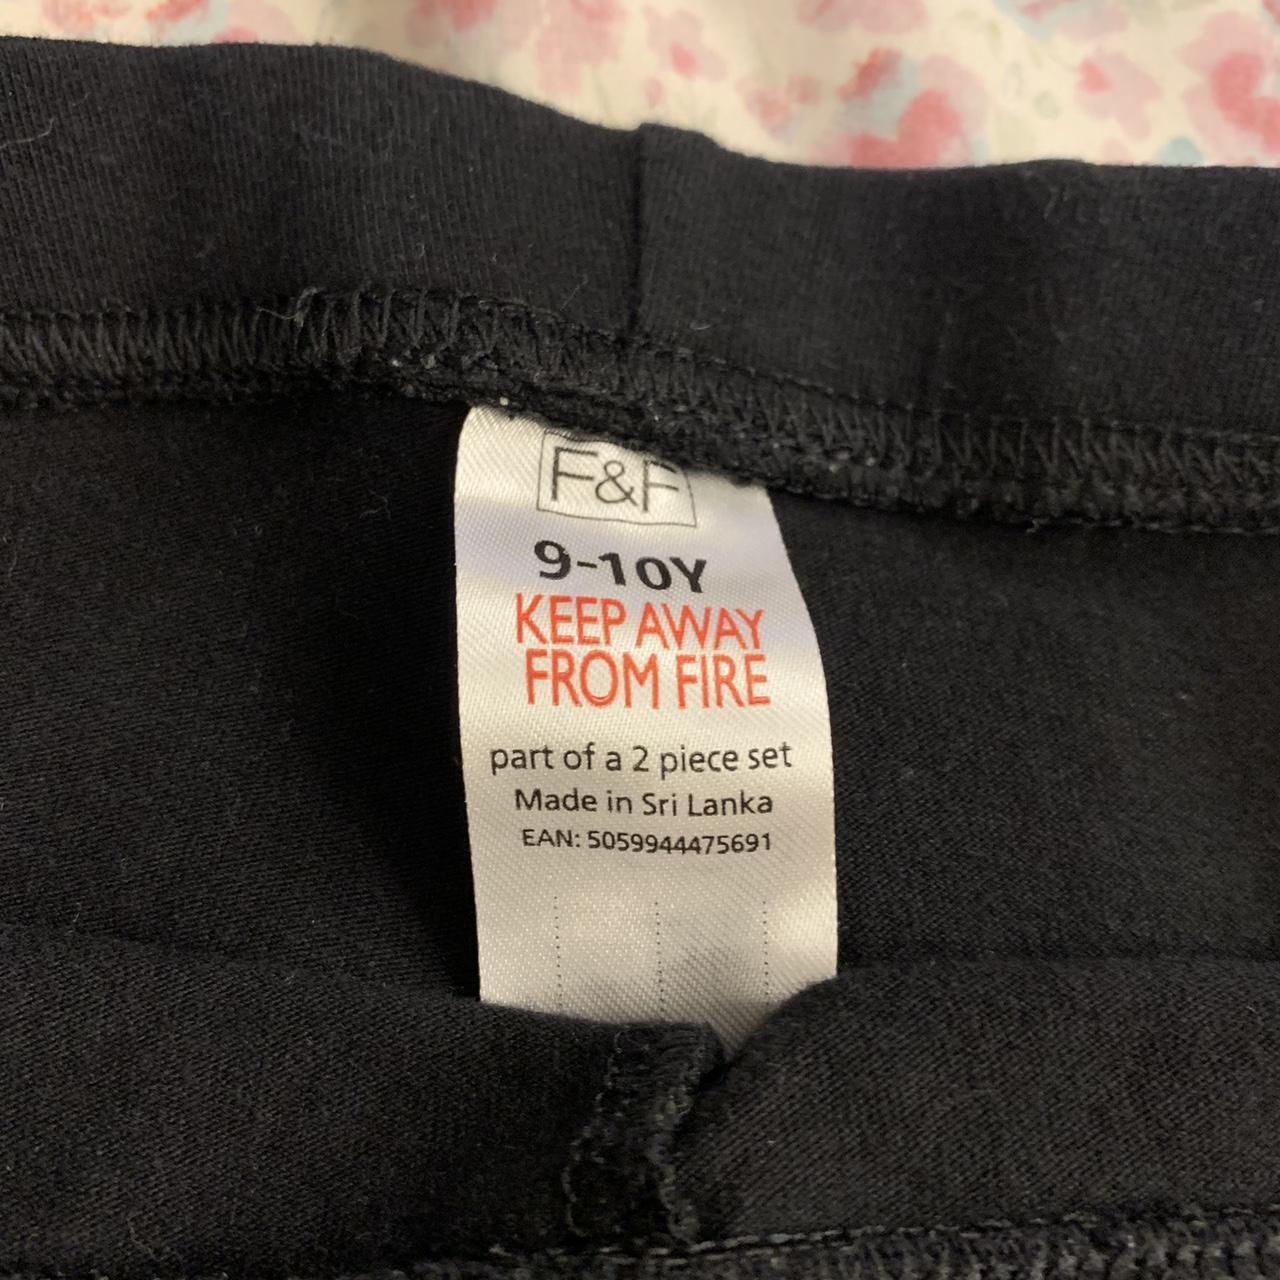 F&F
9-10Y
KEEP AWAY
FROM FIRE
part of a 2 piece set
Made in Sri Lanka
EAN: 5059944475691